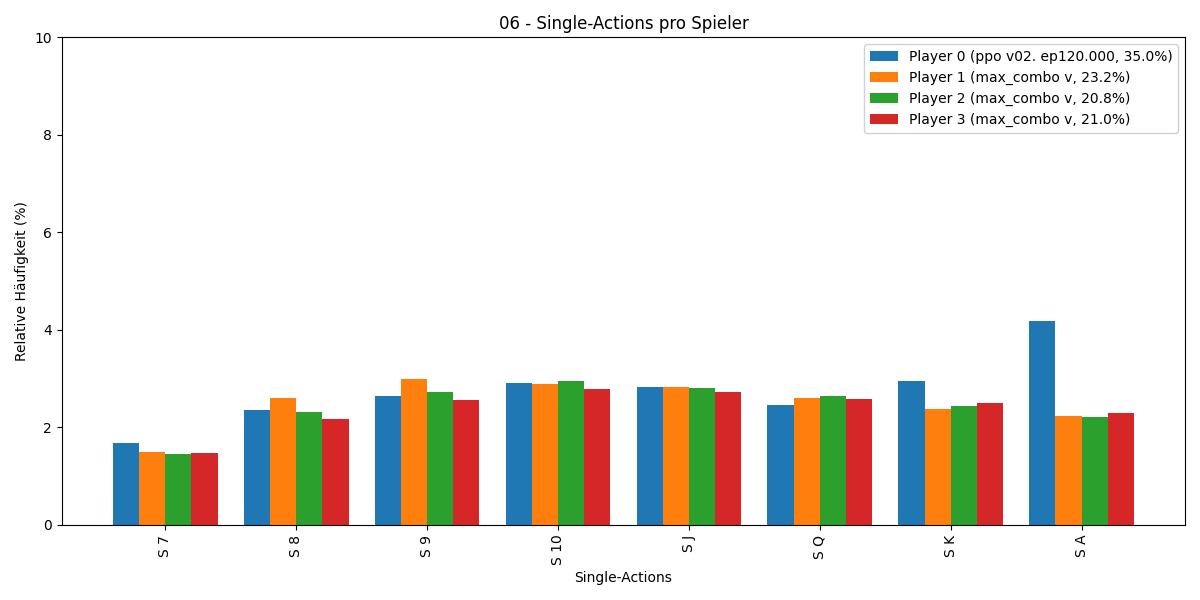 06 - Single-Actions pro Spieler
Player 0 (ppo v02. ep120.000, 35.0%)
Player 1 (max_combo v, 23.2%)
Player 2 (max_combo v, 20.8%)
Player 3 (max_combo v, 21.0%)
Relative Häufigkeit (%)
10
8
6
4
2
0
S 7
S 8
S 9
S 10
S J
S Q
S K
S A
Single-Actions